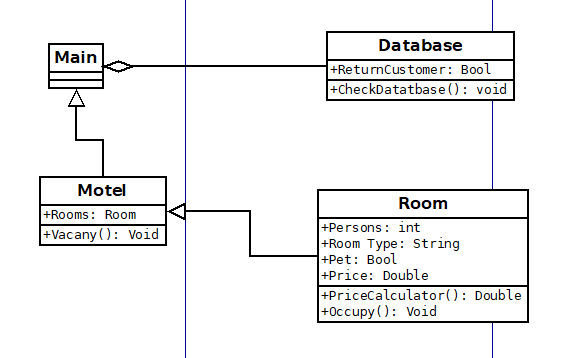 Main
Database
+ReturnCustomer: Bool
+CheckDatatbase(): void
Motel
+Rooms: Room
+Vacany(): Void
Room
+Persons: int
+Room Type: String
+Pet: Bool
+Price: Double
+PriceCalculator(): Double
+Occupy(): Void